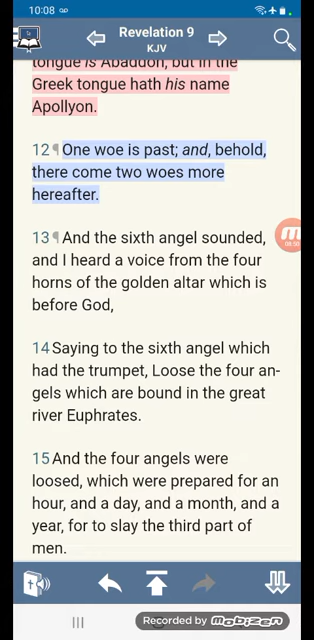 10:08
Revelation 9
KJV
tongue is Abaddon, but in the
Greek tongue hath his name
Apollyon.
12 ¶ One woe is past; and, behold,
there come two woes more
hereafter.
13 ¶ And the sixth angel sounded,
and I heard a voice from the four
horns of the golden altar which is
before God,
14 Saying to the sixth angel which
had the trumpet, Loose the four an-
gels which are bound in the great
river Euphrates.
15 And the four angels were
loosed, which were prepared for an
hour, and a day, and a month, and a
year, for to slay the third part of
men.
Recorded by mobizen